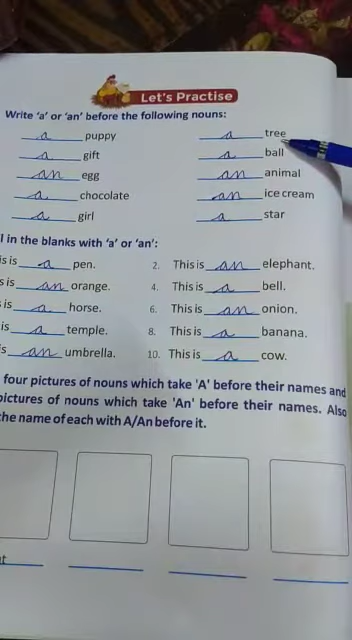 Let's Practise
Write 'a' or 'an' before the following nouns:
a puppy a tree
a gift a ball
an egg an animal
a chocolate an ice cream
a girl a star
l in the blanks with 'a' or 'an':
is is a pen. 2. This is an elephant.
s is an orange. 4. This is a bell.
is a horse. 6. This is an onion.
is a temple. 8. This is a banana.
s an umbrella. 10. This is a cow.
four pictures of nouns which take 'A' before their names and
pictures of nouns which take 'An' before their names. Also
the name of each with A/An before it.